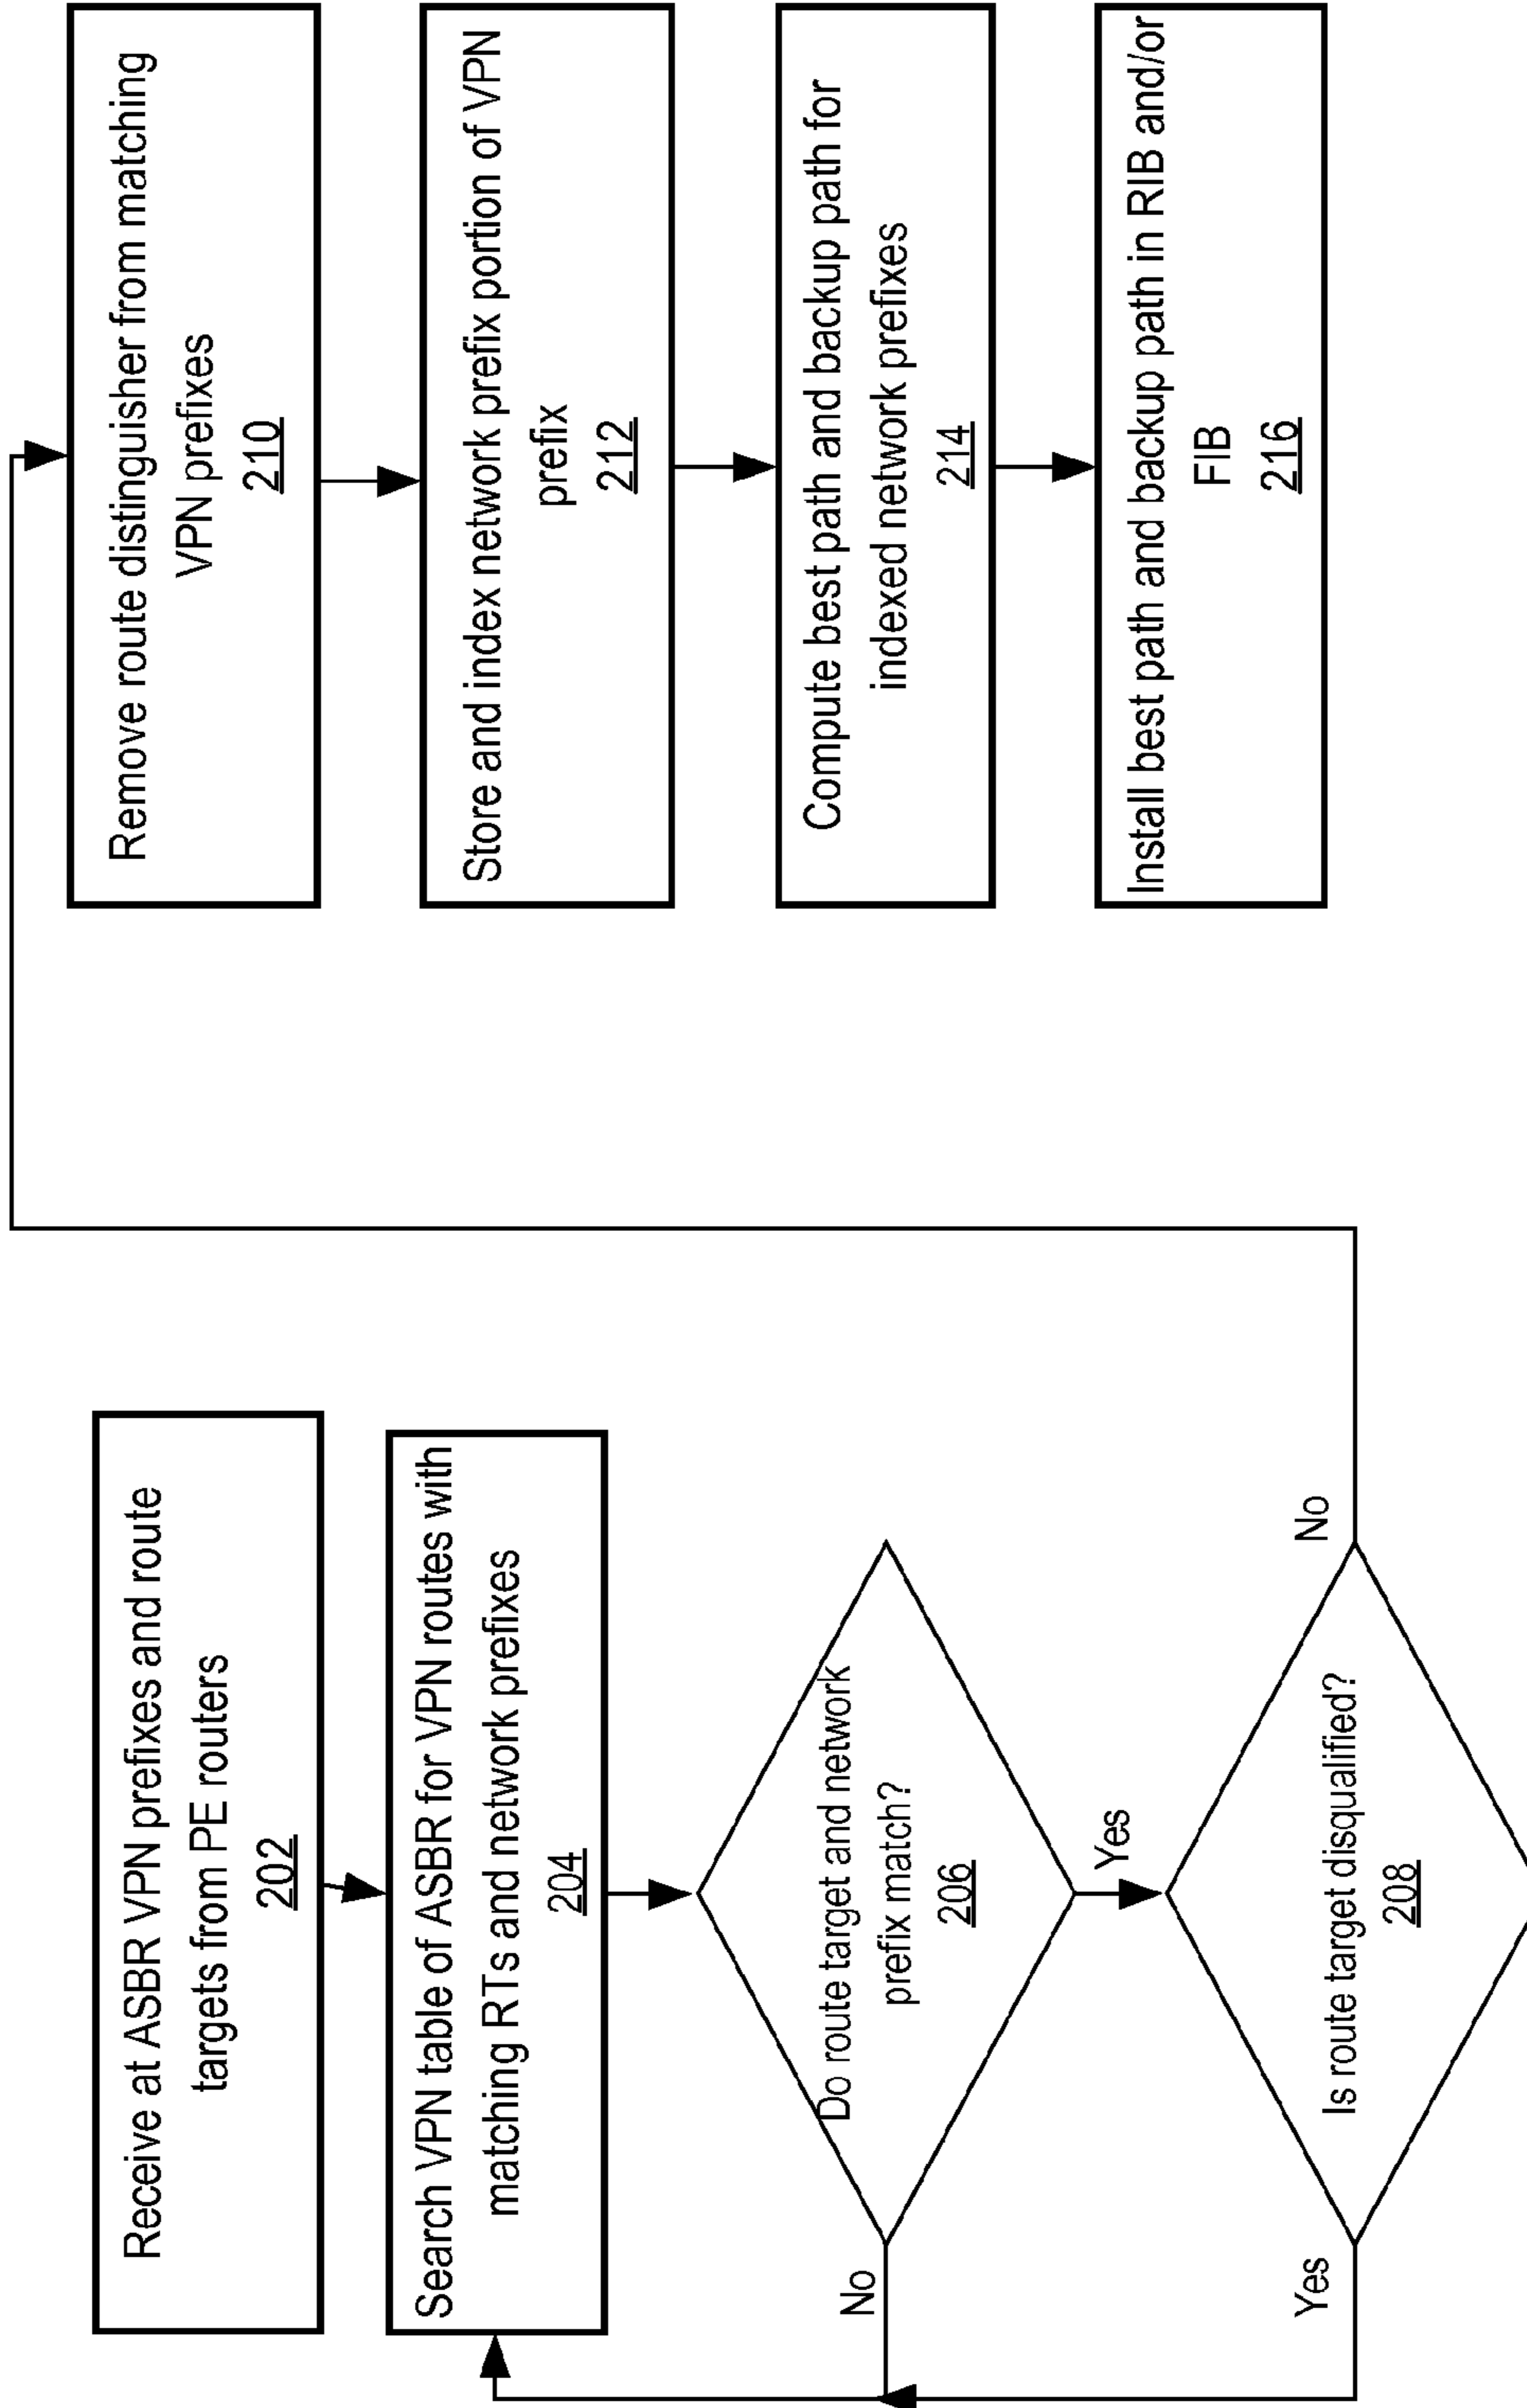 Receive at ASBR VPN prefixes and route
targets from PE routers
202
Search VPN table of ASBR for VPN routes with
matching RTs and network prefixes
204
Do route target and network
prefix match?
206
No
Yes
Is route target disqualified?
208
Yes
No
Remove route distinguisher from matching
VPN prefixes
210
Store and index network prefix portion of VPN
prefix
212
Compute best path and backup path for
indexed network prefixes
214
Install best path and backup path in RIB and/or
FIB
216